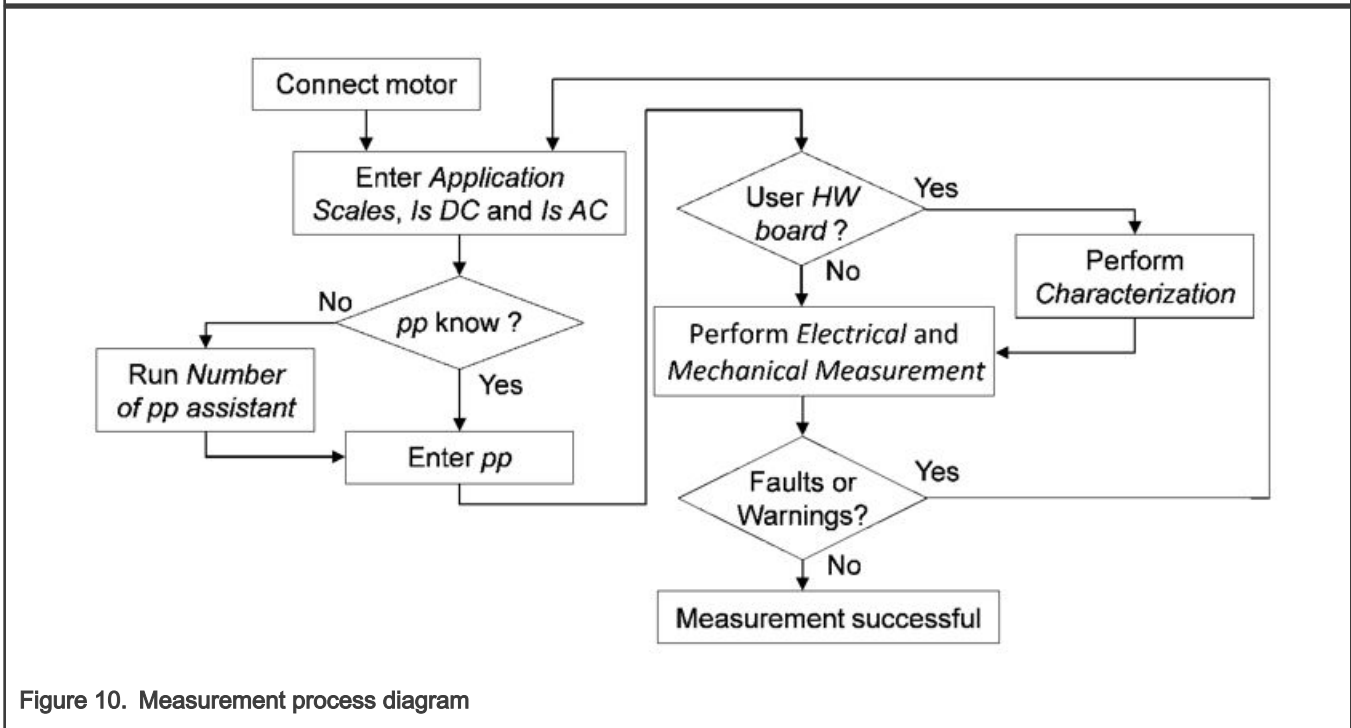 Connect motor
Enter Application
Scales, Is DC and Is AC
No
pp know ?
Run Number
of pp assistant
Yes
Enter pp
User HW
board ?
Yes
No
Perform
Characterization
Perform Electrical and
Mechanical Measurement
Faults or
Warnings?
Yes
No
Measurement successful
Figure 10. Measurement process diagram